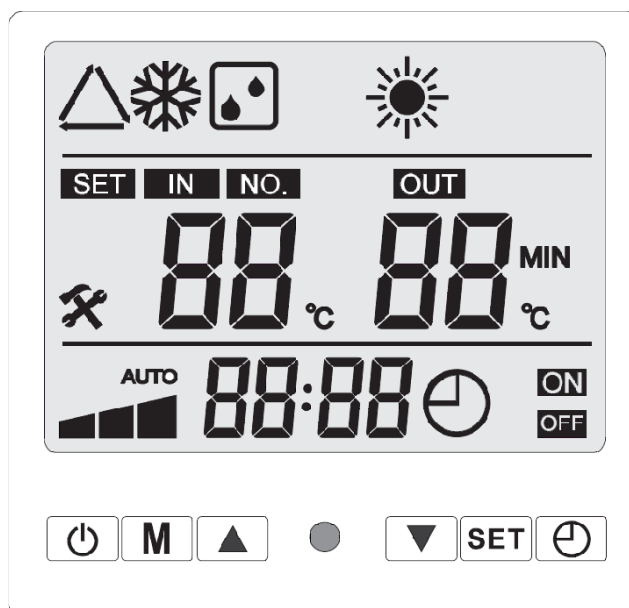 SET IN NO. OUT
88 °C 88 MIN °C
AUTO 88:88 ON
OFF
M SET